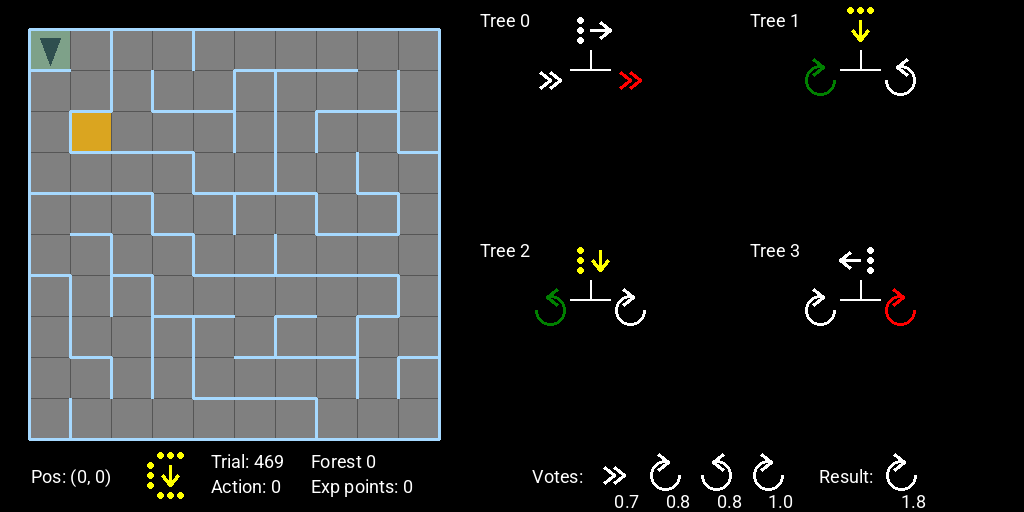 Tree 0
Tree 1
Tree 2
Tree 3
Pos: (0, 0)
Trial: 469
Forest 0
Action: 0
Exp points: 0
Votes:
0.7
0.8
0.8
1.0
Result:
1.8